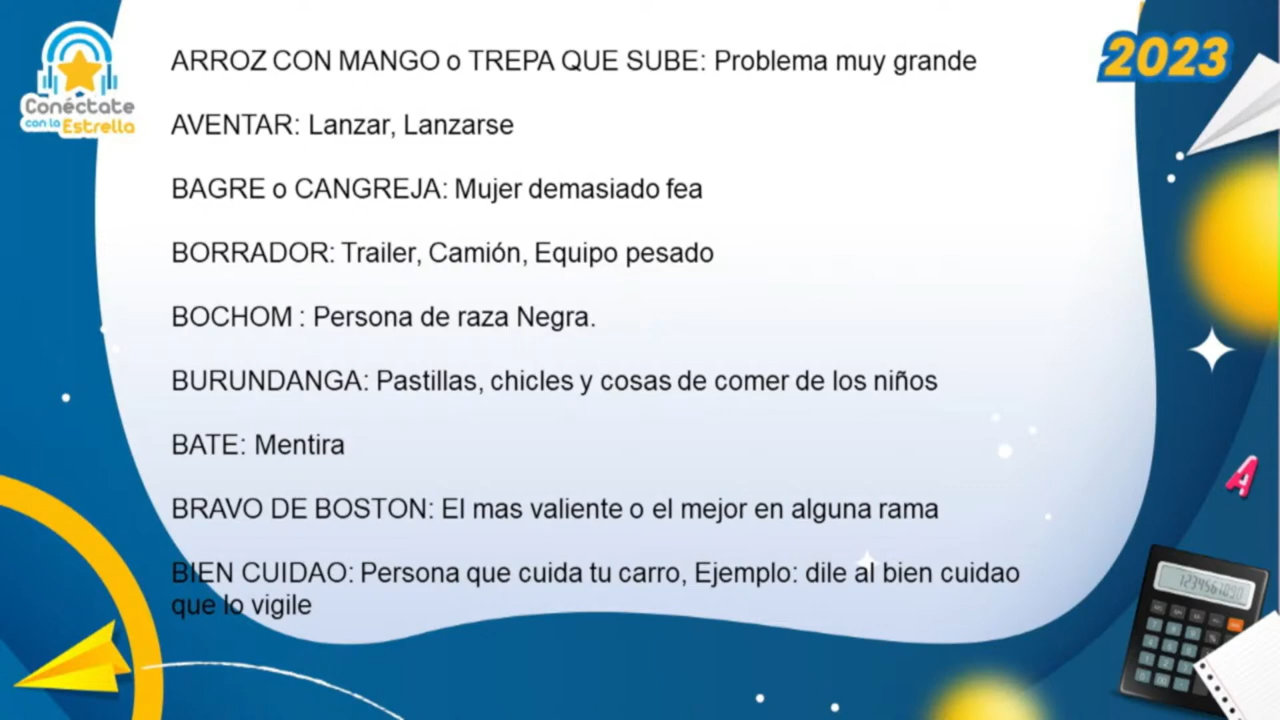 Conéctate
con la Estrella
2023
ARROZ CON MANGO o TREPA QUE SUBE: Problema muy grande
AVENTAR: Lanzar, Lanzarse
BAGRE o CANGREJA: Mujer demasiado fea
BORRADOR: Trailer, Camión, Equipo pesado
BOCHOM : Persona de raza Negra.
BURUNDANGA: Pastillas, chicles y cosas de comer de los niños
BATE: Mentira
BRAVO DE BOSTON: El mas valiente o el mejor en alguna rama
BIEN CUIDAO: Persona que cuida tu carro, Ejemplo: dile al bien cuidao
que lo vigile
A